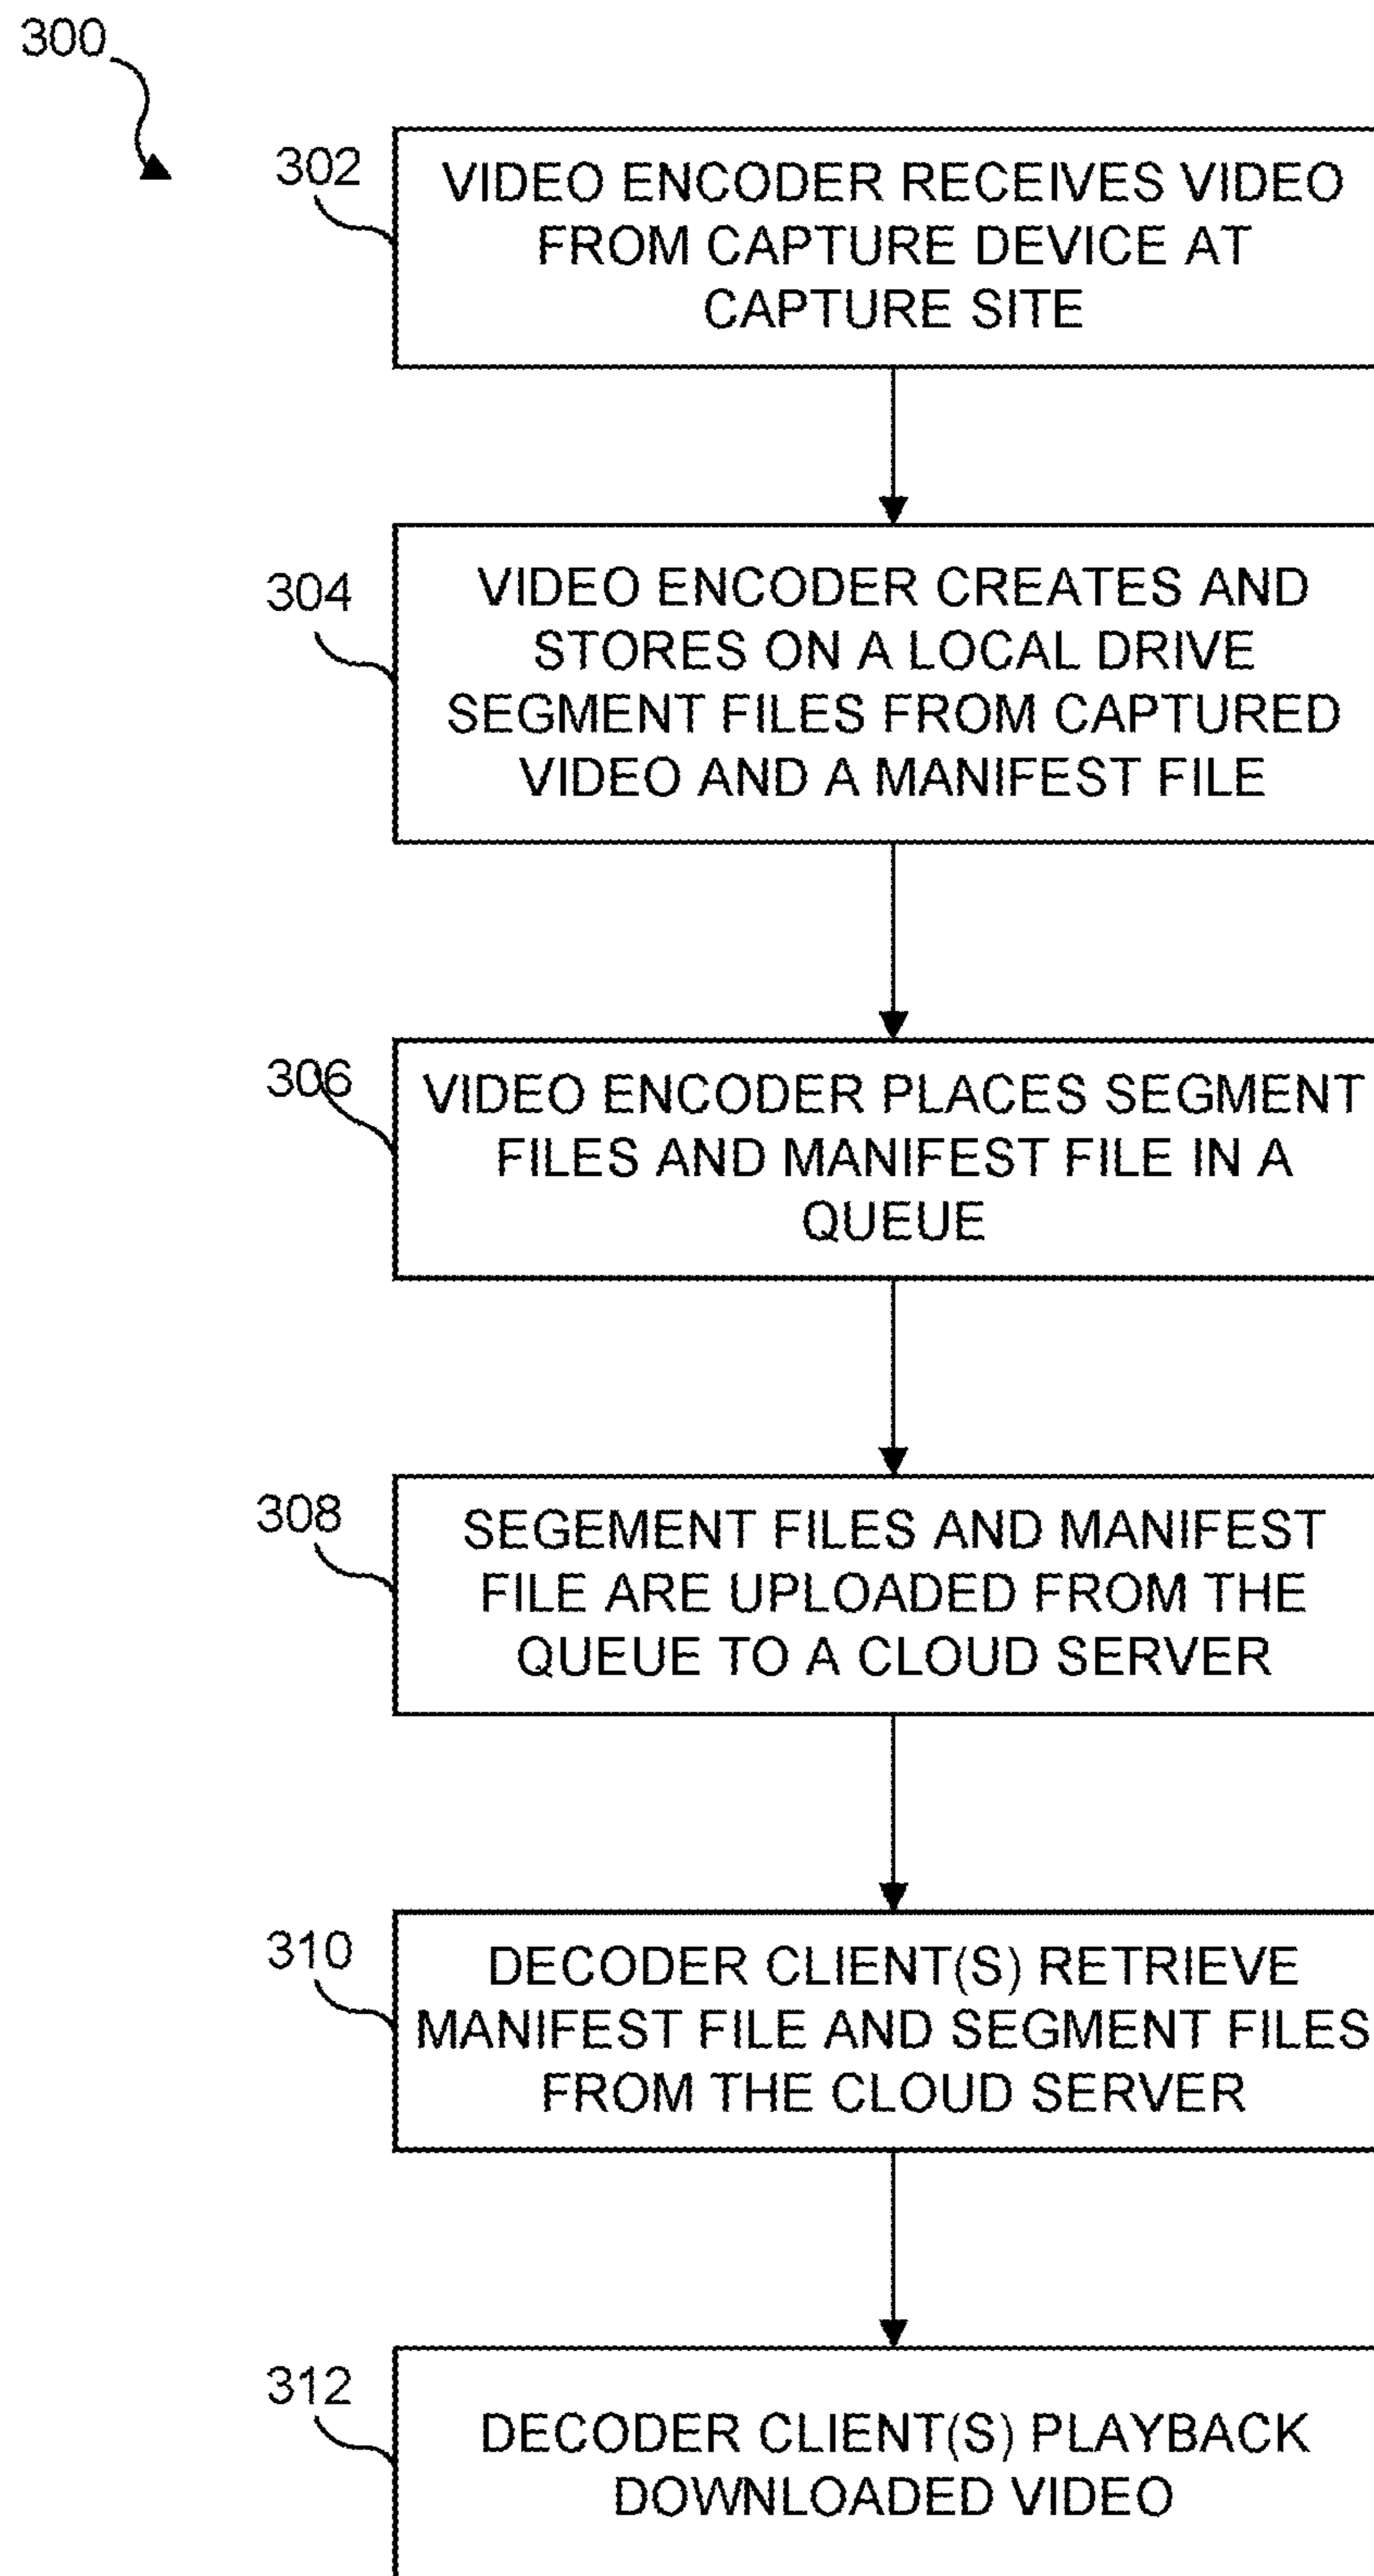 300
302
VIDEO ENCODER RECEIVES VIDEO
FROM CAPTURE DEVICE AT
CAPTURE SITE
304
VIDEO ENCODER CREATES AND
STORES ON A LOCAL DRIVE
SEGMENT FILES FROM CAPTURED
VIDEO AND A MANIFEST FILE
306
VIDEO ENCODER PLACES SEGMENT
FILES AND MANIFEST FILE IN A
QUEUE
308
SEGEMENT FILES AND MANIFEST
FILE ARE UPLOADED FROM THE
QUEUE TO A CLOUD SERVER
310
DECODER CLIENT(S) RETRIEVE
MANIFEST FILE AND SEGMENT FILES
FROM THE CLOUD SERVER
312
DECODER CLIENT(S) PLAYBACK
DOWNLOADED VIDEO